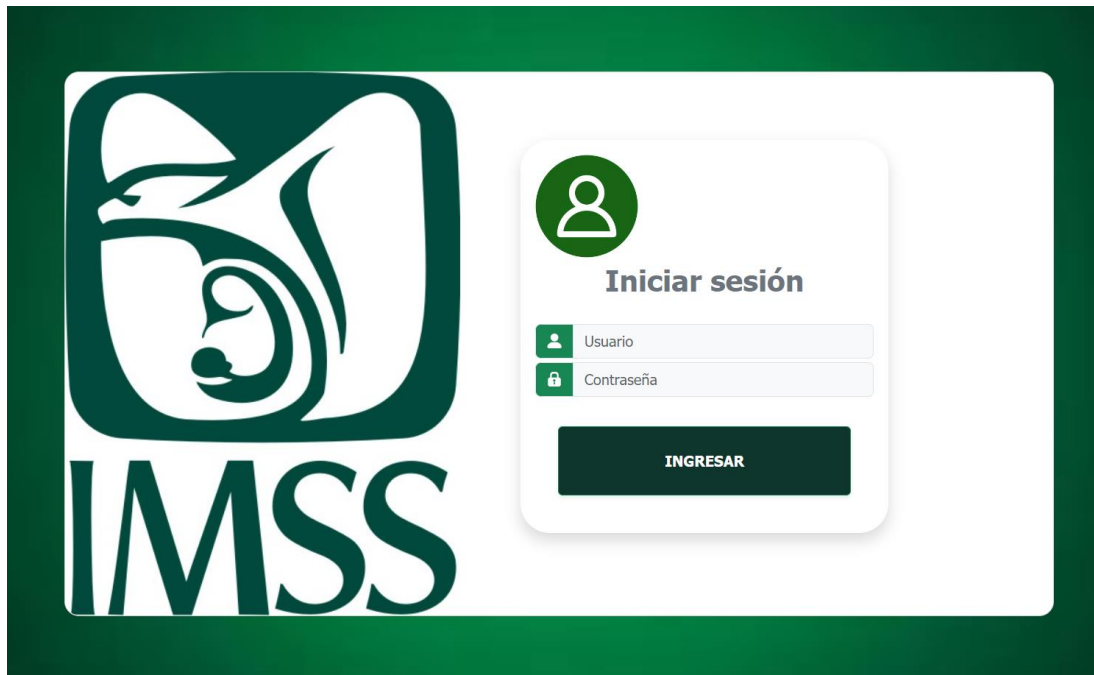 IMSS
Iniciar sesión
Usuario
Contraseña
INGRESAR